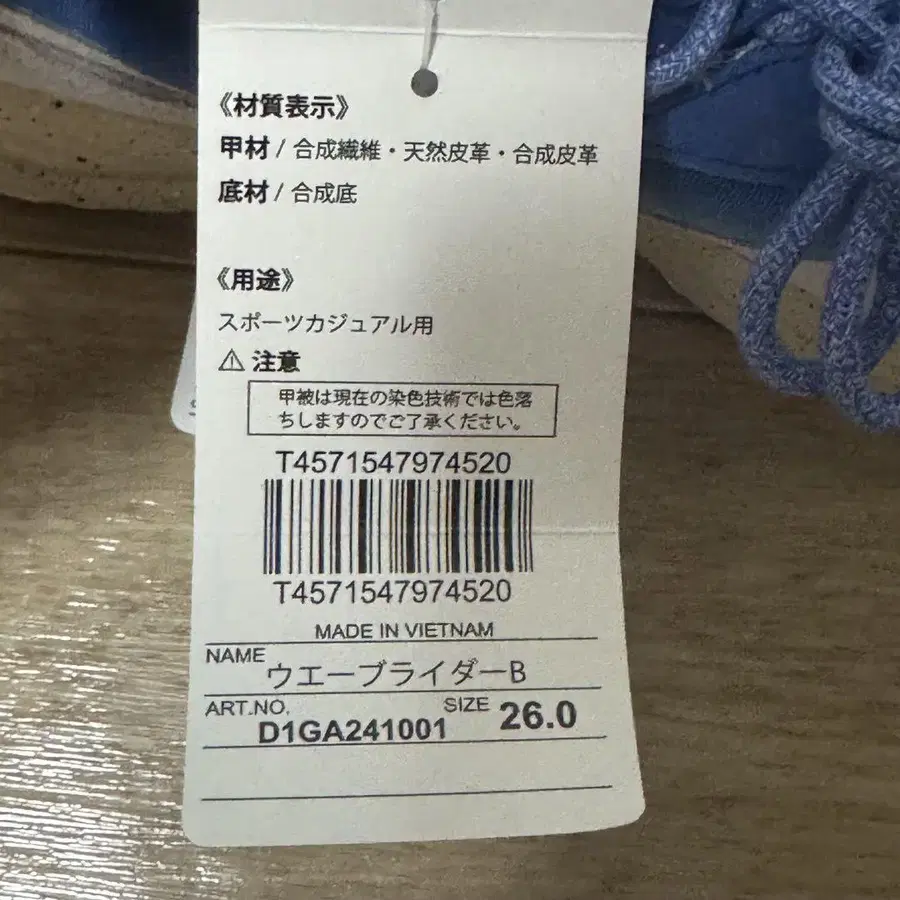 《材質表示》
甲材 / 合成繊維・天然皮革・合成皮革
底材 / 合成底
《用途》
スポーツカジュアル用
⚠ 注意
甲被は現在の染色技術では色落
ちしますのでご了承ください。
T4571547974520
T4571547974520
MADE IN VIETNAM
NAME ウエーブライダーB
ART.NO. D1GA241001 SIZE 26.0